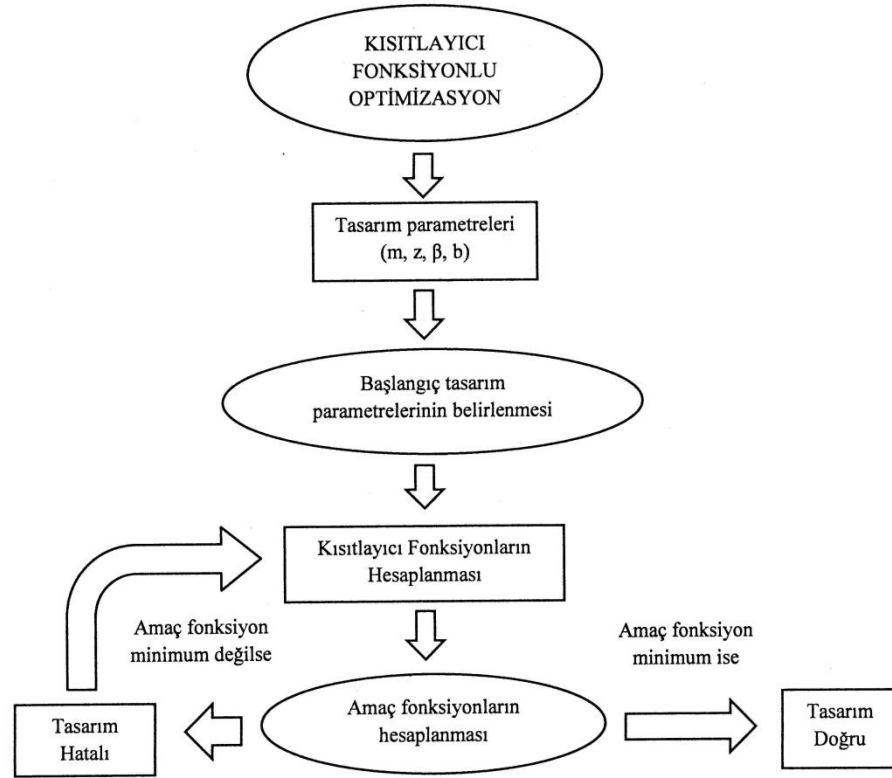 KISITLAYICI
FONKSİYONLU
OPTİMİZASYON
Tasarım parametreleri
(m, z, β, b)
Başlangıç tasarım
parametrelerinin belirlenmesi
Kısıtlayıcı Fonksiyonların
Hesaplanması
Amaç fonksiyon
minimum değilse
Amaç fonksiyon
minimum ise
Tasarım
Hatalı
Amaç fonksiyonların
hesaplanması
Tasarım
Doğru